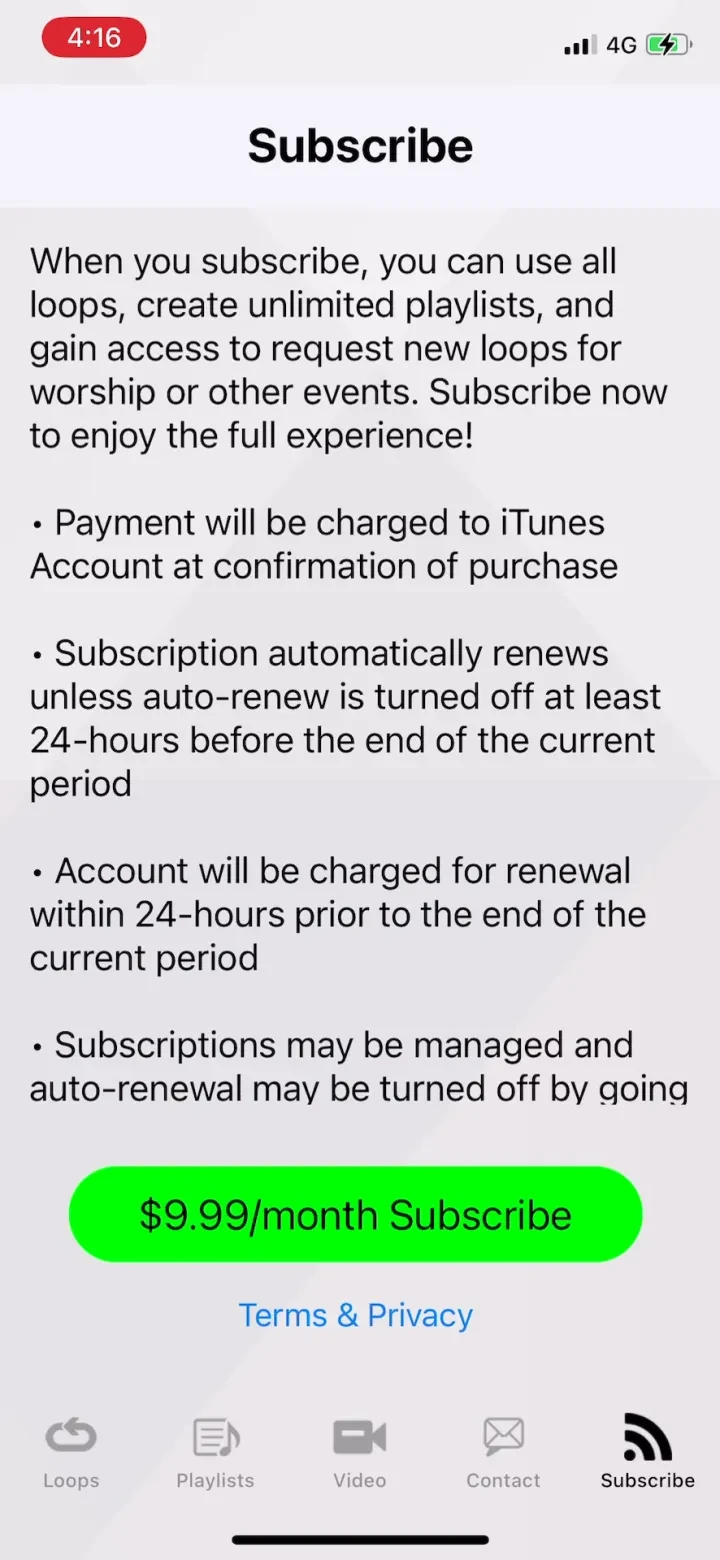 4:16
4G
Subscribe
When you subscribe, you can use all
loops, create unlimited playlists, and
gain access to request new loops for
worship or other events. Subscribe now
to enjoy the full experience!
• Payment will be charged to iTunes
Account at confirmation of purchase
• Subscription automatically renews
unless auto-renew is turned off at least
24-hours before the end of the current
period
• Account will be charged for renewal
within 24-hours prior to the end of the
current period
• Subscriptions may be managed and
auto-renewal may be turned off by going
$9.99/month Subscribe
Terms & Privacy
Loops
Playlists
Video
Contact
Subscribe